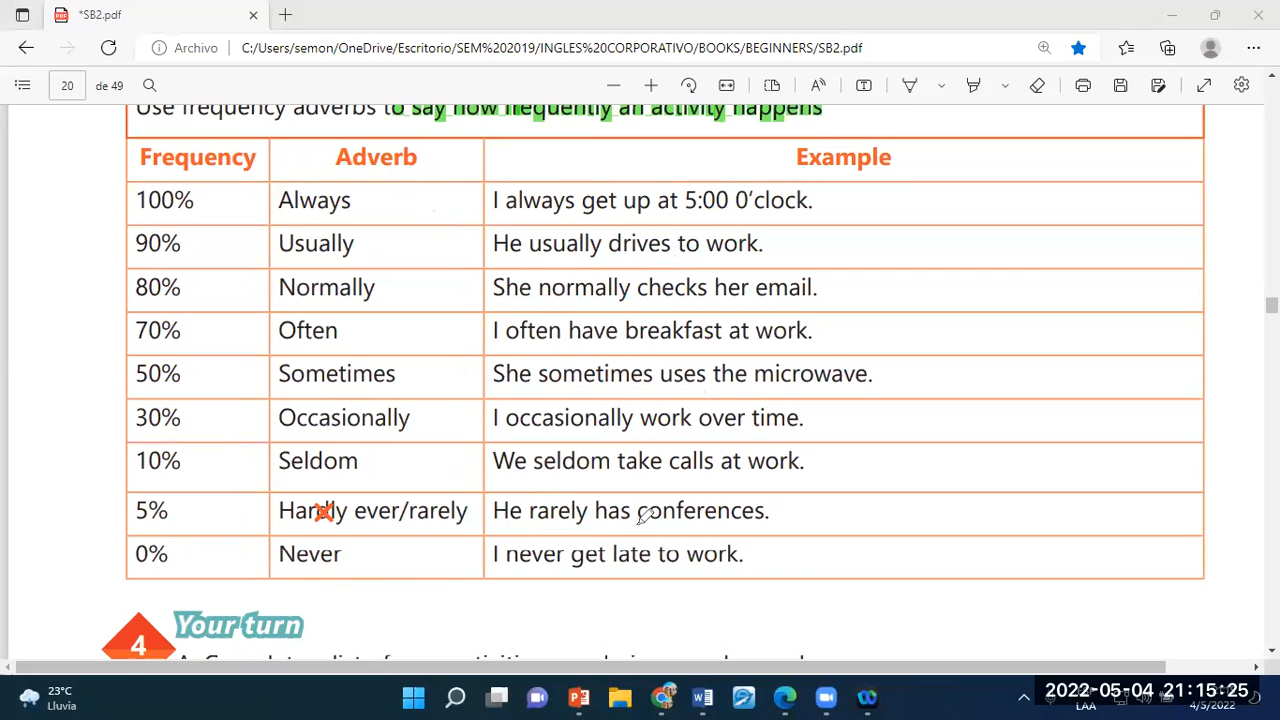 *SB2.pdf
Archivo C:/Users/semon/OneDrive/Escritorio/SEM%202019/INGLES%20CORPORATIVO/BOOKS/BEGINNERS/SB2.pdf
20 de 49
Use frequency adverbs to say how frequently an activity happens
Frequency Adverb Example
100% Always I always get up at 5:00 0’clock.
90% Usually He usually drives to work.
80% Normally She normally checks her email.
70% Often I often have breakfast at work.
50% Sometimes She sometimes uses the microwave.
30% Occasionally I occasionally work over time.
10% Seldom We seldom take calls at work.
5% Hardly ever/rarely He rarely has conferences.
0% Never I never get late to work.
4 Your turn
23°C
Lluvia
LAA
2022-05-04 21:15:25
4/5/2022